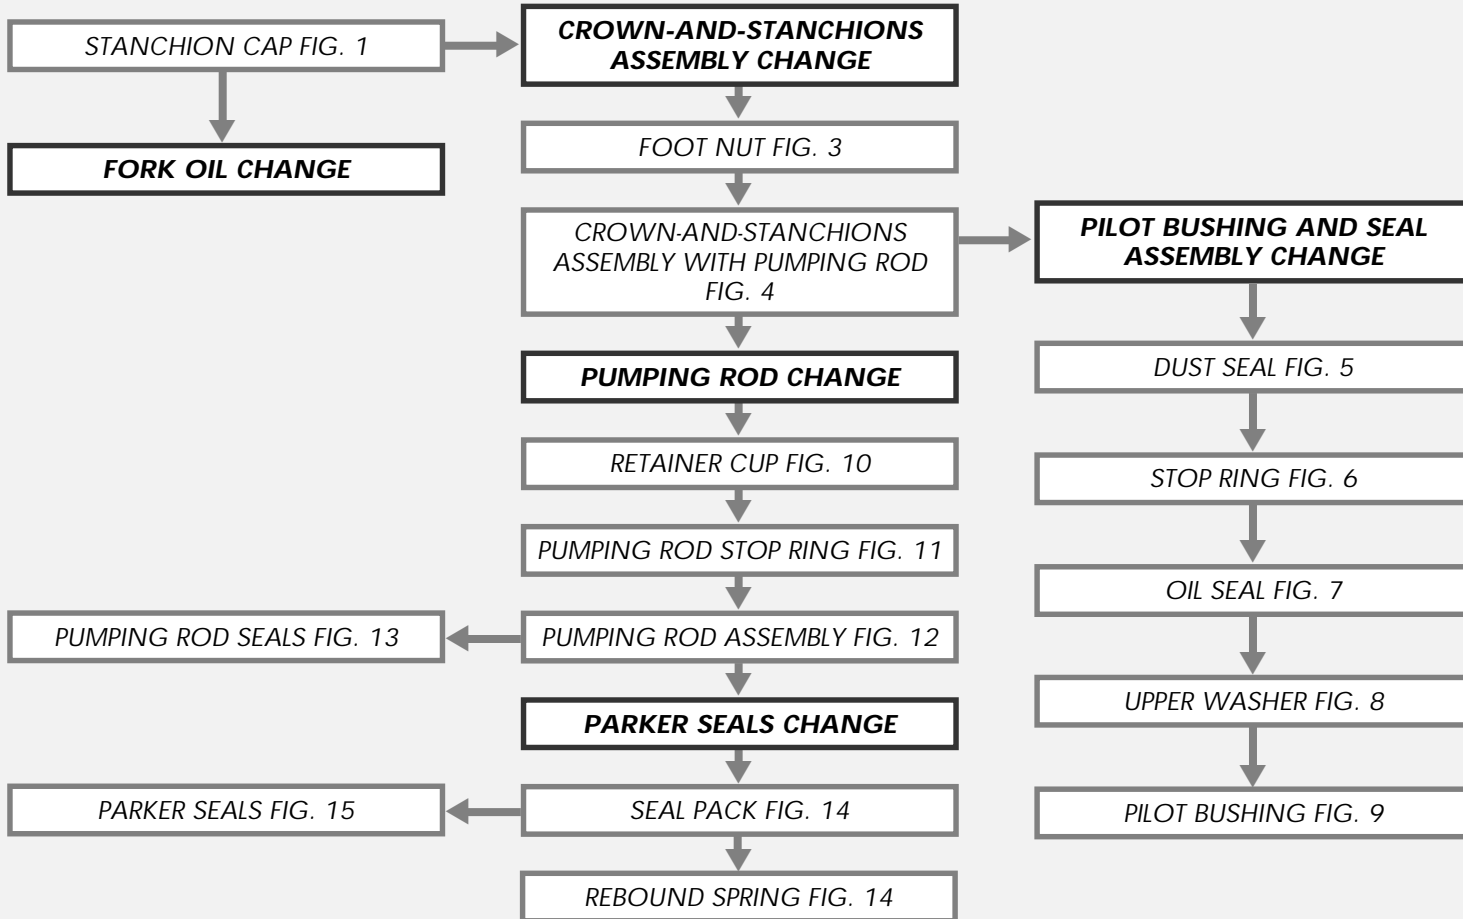 STANCHION CAP FIG. 1
CROWN-AND-STANCHIONS
ASSEMBLY CHANGE
FORK OIL CHANGE
FOOT NUT FIG. 3
CROWN-AND-STANCHIONS
ASSEMBLY WITH PUMPING ROD
FIG. 4
PILOT BUSHING AND SEAL
ASSEMBLY CHANGE
PUMPING ROD CHANGE
DUST SEAL FIG. 5
RETAINER CUP FIG. 10
STOP RING FIG. 6
PUMPING ROD STOP RING FIG. 11
OIL SEAL FIG. 7
PUMPING ROD SEALS FIG. 13
PUMPING ROD ASSEMBLY FIG. 12
UPPER WASHER FIG. 8
PARKER SEALS CHANGE
PARKER SEALS FIG. 15
SEAL PACK FIG. 14
PILOT BUSHING FIG. 9
REBOUND SPRING FIG. 14